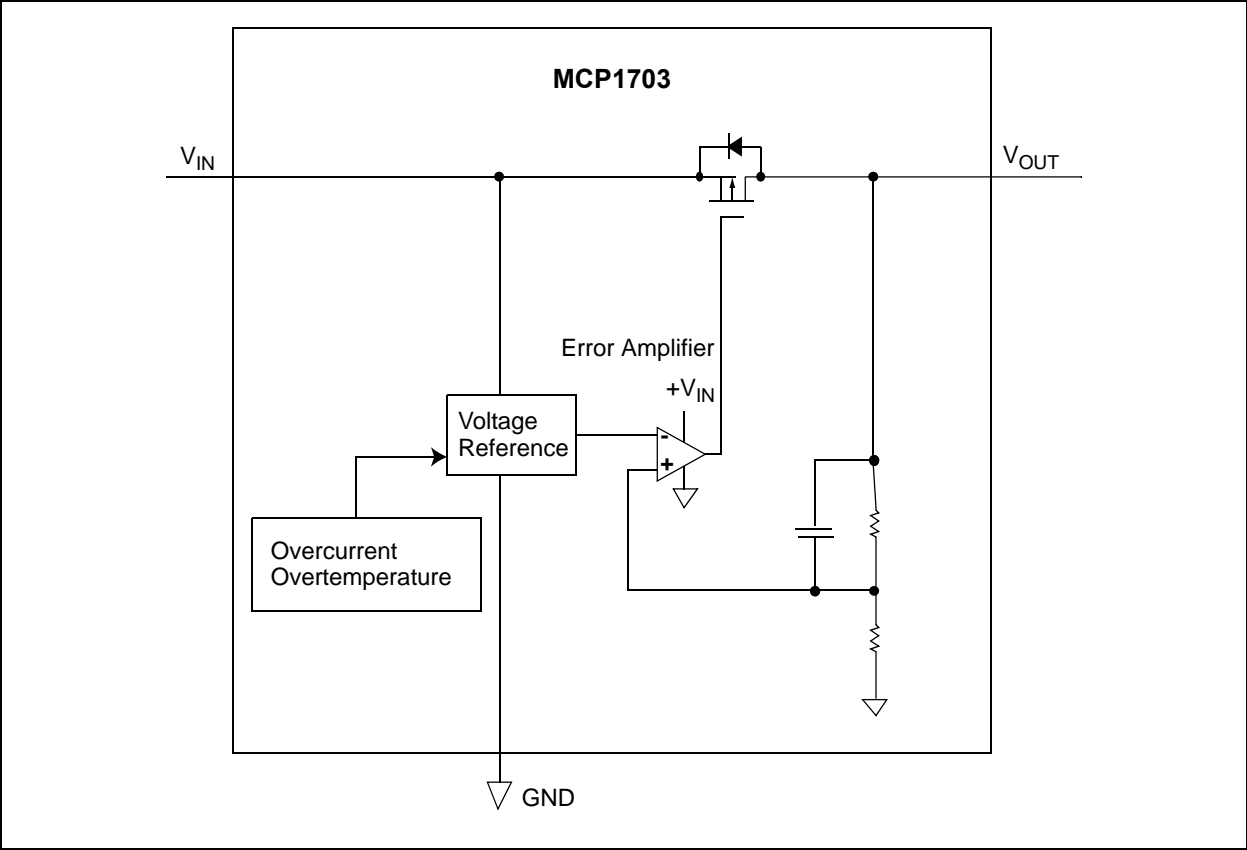 MCP1703
VIN
VOUT
Error Amplifier
+VIN
Voltage
Reference
-
+
Overcurrent
Overtemperature
GND